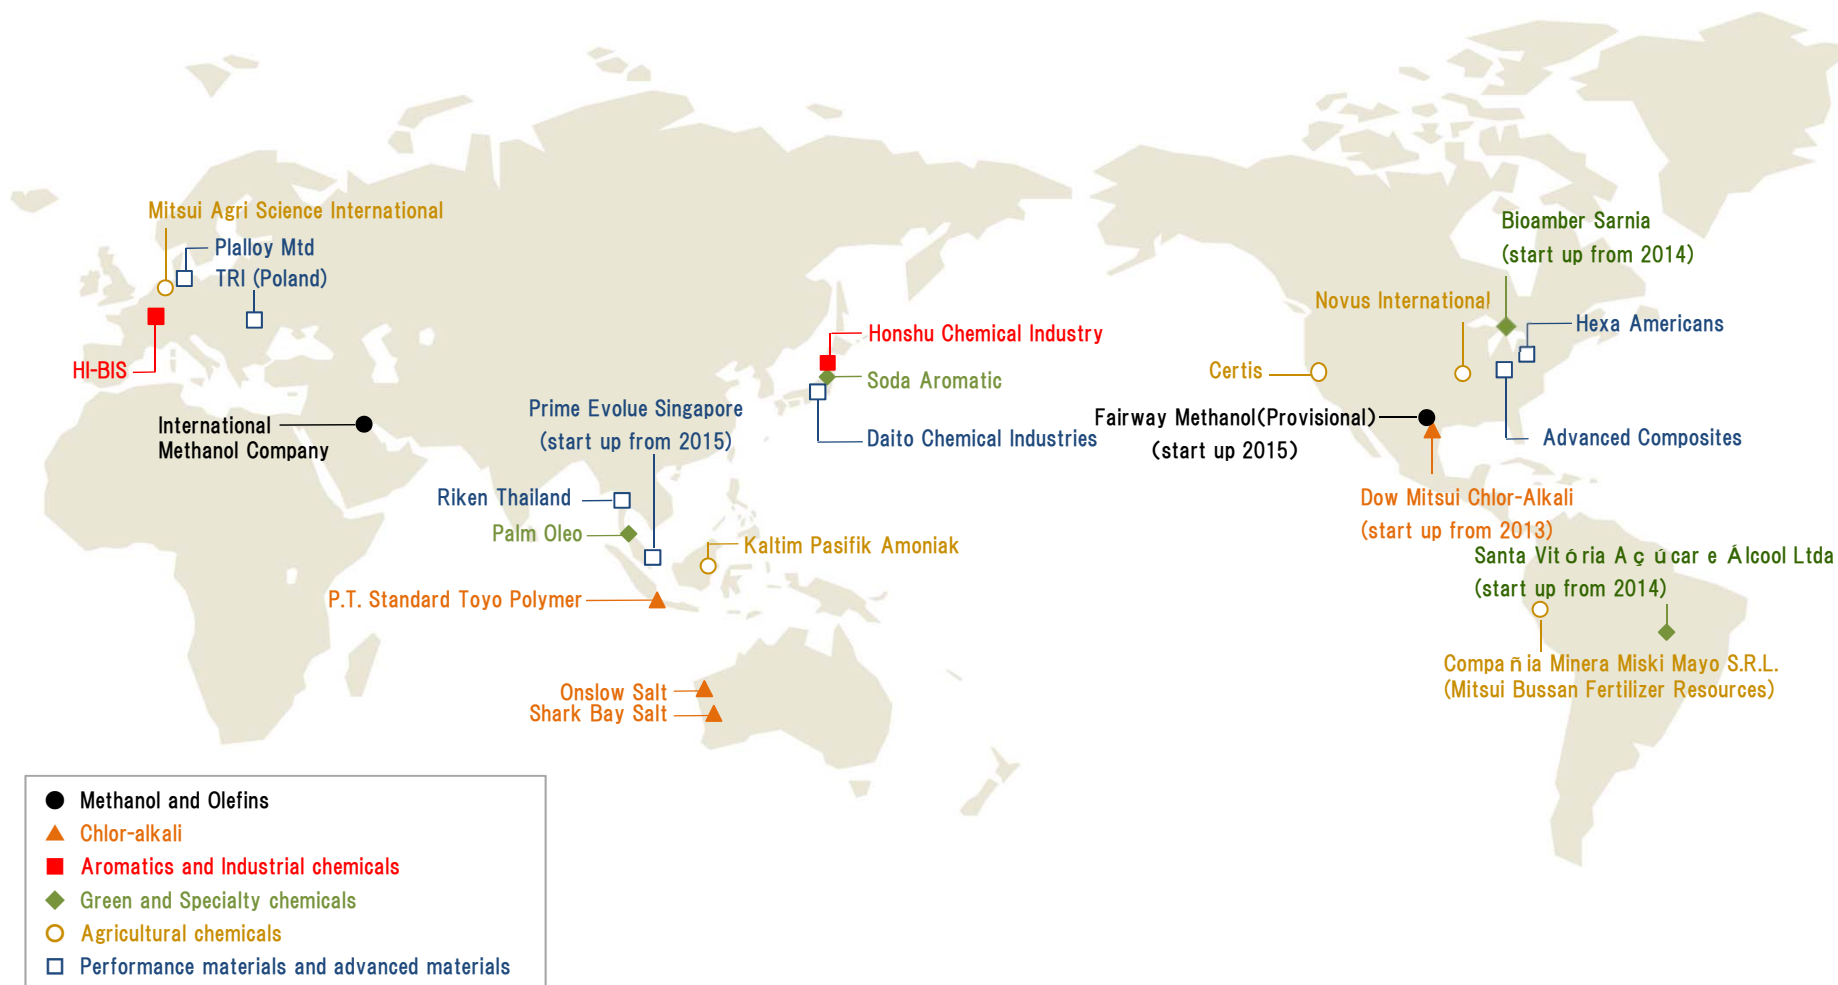 Mitsui Agri Science International
Plalloy Mtd
TRI (Poland)
HI-BIS
International
Methanol Company
Prime Evolue Singapore
(start up from 2015)
Riken Thailand
Palm Oleo
P.T. Standard Toyo Polymer
Kaltim Pasifik Amoniak
Onslow Salt
Shark Bay Salt
Honshu Chemical Industry
Soda Aromatic
Daito Chemical Industries
Bioamber Sarnia
(start up from 2014)
Novus International
Hexa Americans
Certis
Fairway Methanol(Provisional)
(start up 2015)
Advanced Composites
Dow Mitsui Chlor-Alkali
(start up from 2013)
Santa Vitória Açúcar e Álcool Ltda
(start up from 2014)
Compañia Minera Miski Mayo S.R.L.
(Mitsui Bussan Fertilizer Resources)
Methanol and Olefins
Chlor-alkali
Aromatics and Industrial chemicals
Green and Specialty chemicals
Agricultural chemicals
Performance materials and advanced materials